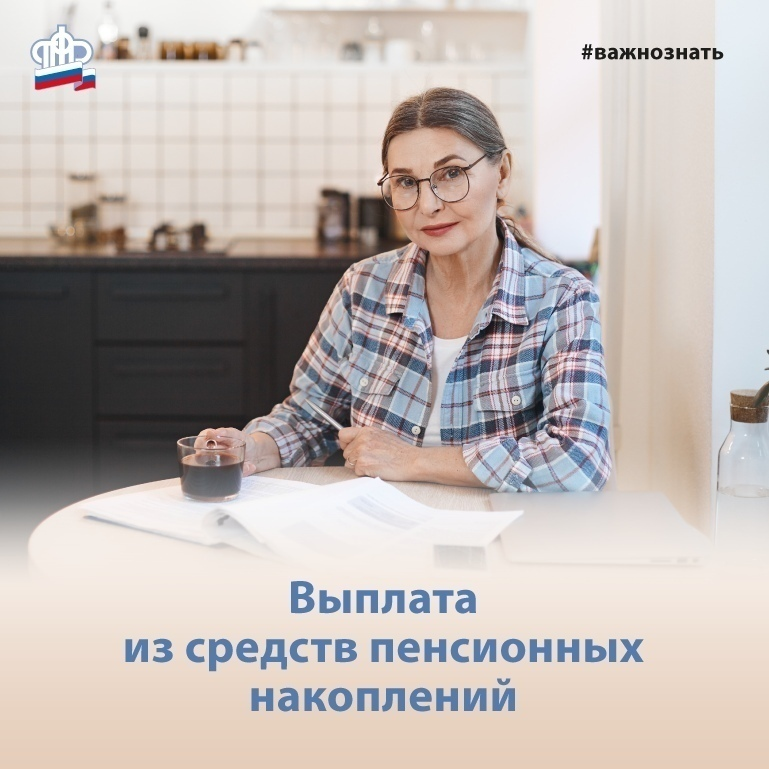 #важнознать
Выплата
из средств пенсионных
накоплений